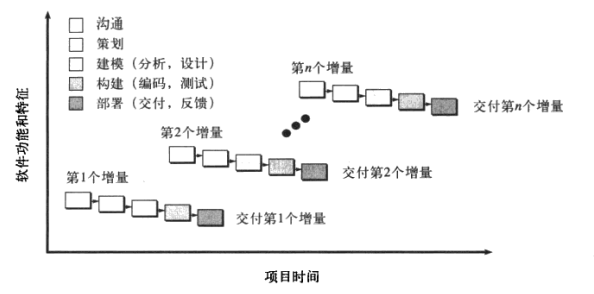 沟通
策划
建模（分析，设计）
构建（编码，测试）
部署（交付，反馈）
第n个增量
交付第n个增量
第2个增量
交付第2个增量
第1个增量
交付第1个增量
软件功能和特征
项目时间